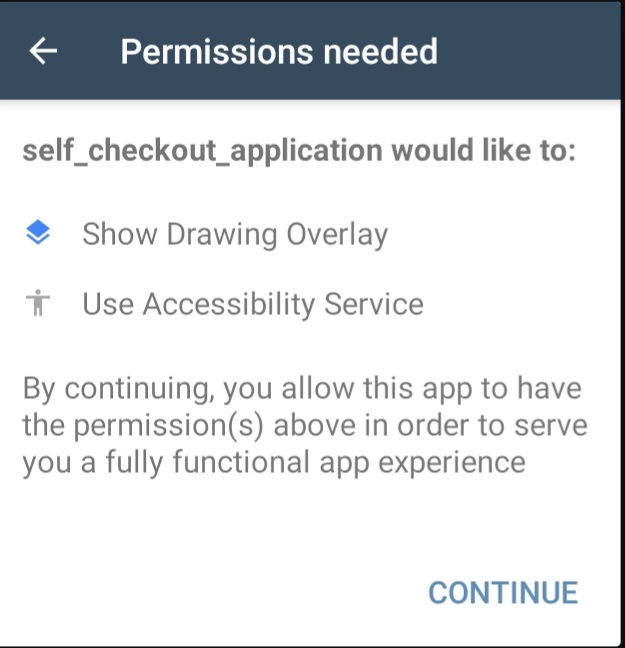 Permissions needed
self_checkout_application would like to:
Show Drawing Overlay
Use Accessibility Service
By continuing, you allow this app to have
the permission(s) above in order to serve
you a fully functional app experience
CONTINUE